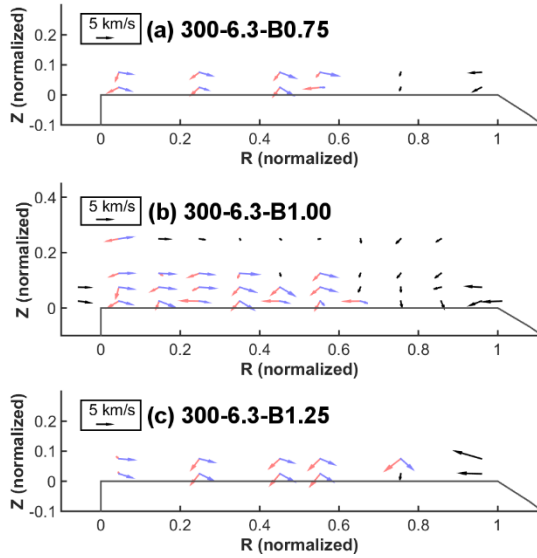 5 km/s
(a) 300-6.3-B0.75
Z (normalized)
0.2
0.1
0
-0.1
0 0.2 0.4 0.6 0.8 1
R (normalized)
5 km/s
(b) 300-6.3-B1.00
Z (normalized)
0.4
0.2
0
0 0.2 0.4 0.6 0.8 1
R (normalized)
5 km/s
(c) 300-6.3-B1.25
Z (normalized)
0.2
0.1
0
-0.1
0 0.2 0.4 0.6 0.8 1
R (normalized)